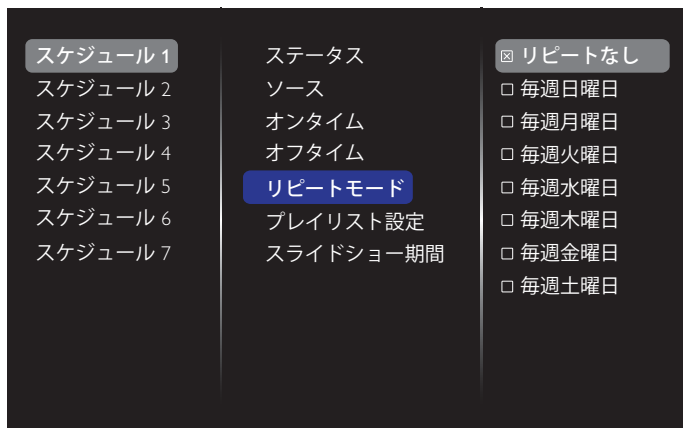 スケジュール 1
スケジュール 2
スケジュール 3
スケジュール 4
スケジュール 5
スケジュール 6
スケジュール 7
ステータス
ソース
オンタイム
オフタイム
リピートモード
プレイリスト設定
スライドショー期間
☒ リピートなし
□ 毎週日曜日
□ 毎週月曜日
□ 毎週火曜日
□ 毎週水曜日
□ 毎週木曜日
□ 毎週金曜日
□ 毎週土曜日